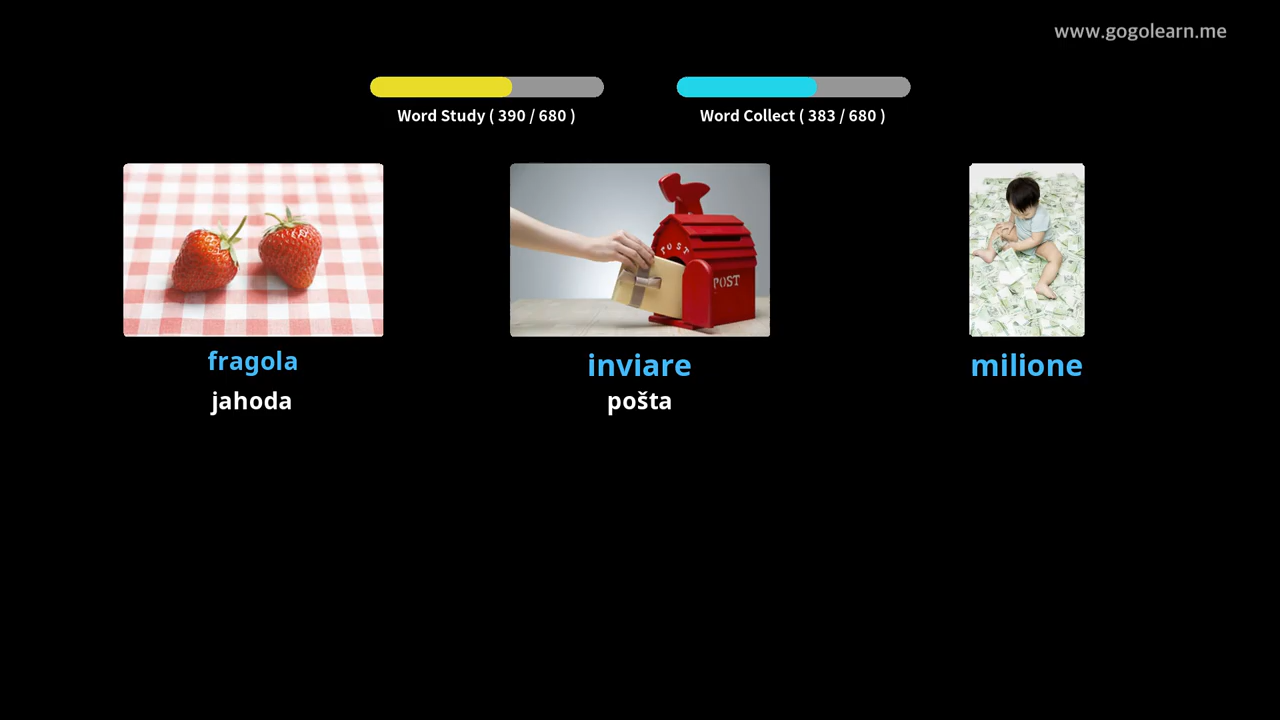 www.gogolearn.me
Word Study ( 390 / 680 )
Word Collect ( 383 / 680 )
POST
POST
fragola
inviare
milione
jahoda
pošta